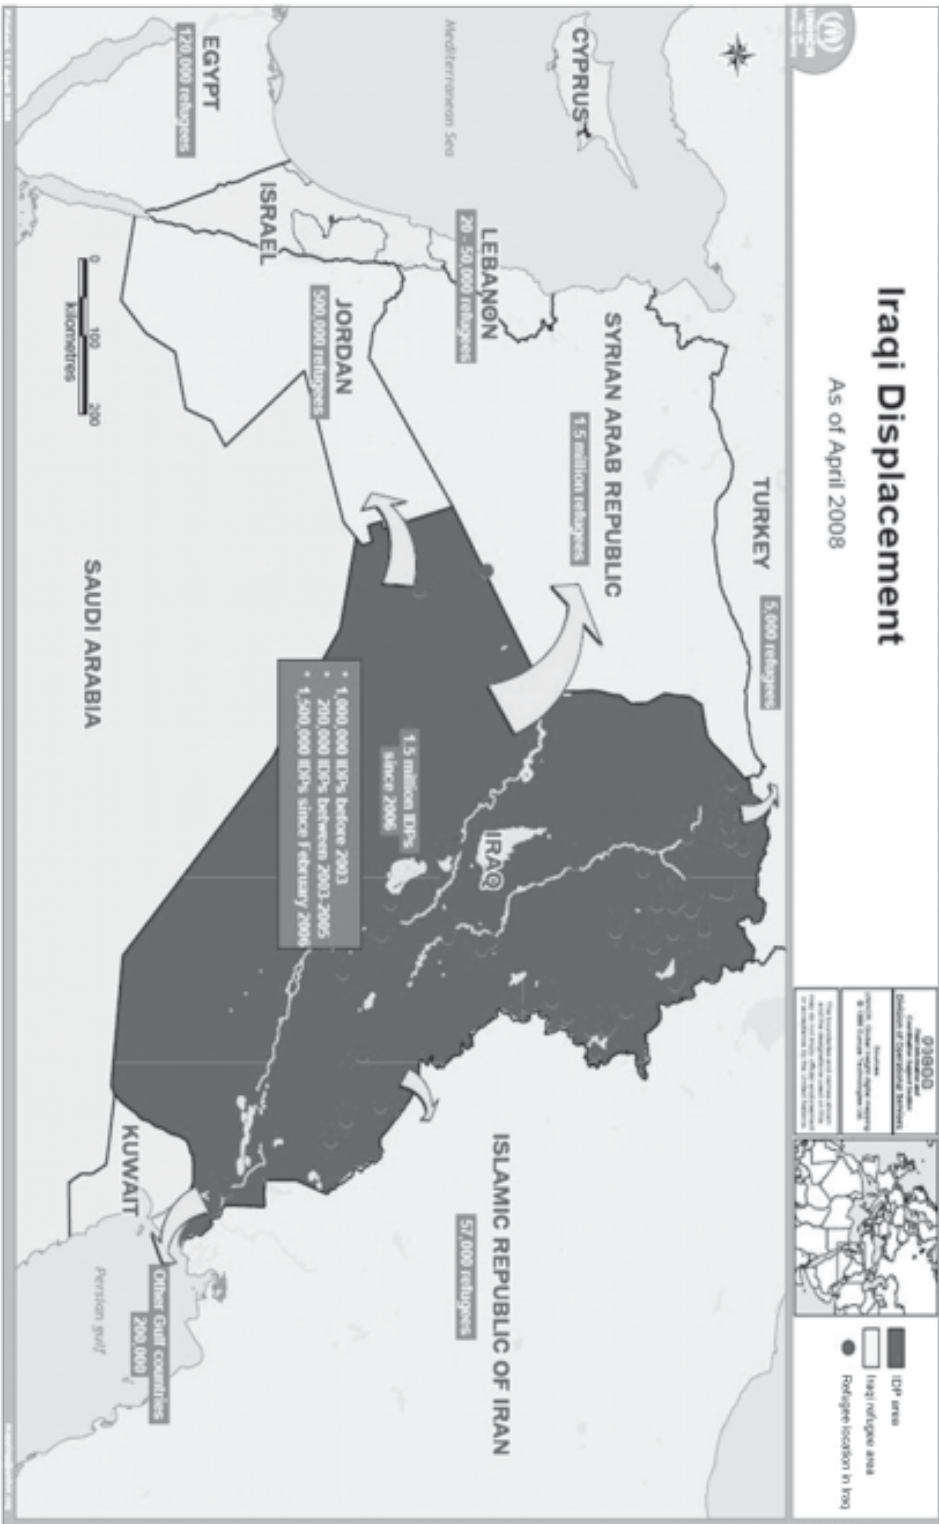 Iraqi Displacement
As of April 2008
UNHCR
CYPRUS
Mediterranean Sea
EGYPT
120,000 refugees
ISRAEL
LEBANON
20 - 50,000 refugees
JORDAN
500,000 refugees
SYRIAN ARAB REPUBLIC
1.5 million refugees
TURKEY
5,000 refugees
0 100 200
kilometres
SAUDI ARABIA
IRAQ
1.5 million IDPs
since 2006
* 1,000,000 IDPs before 2003
* 200,000 IDPs between 2003-2005
* 1,500,000 IDPs since February 2006
KUWAIT
ISLAMIC REPUBLIC OF IRAN
57,000 refugees
Other Gulf countries
200,000
Persian gulf
Division of Operational Services
Sources:
IDP area
Iraqi refugee area
Refugee location in Iraq